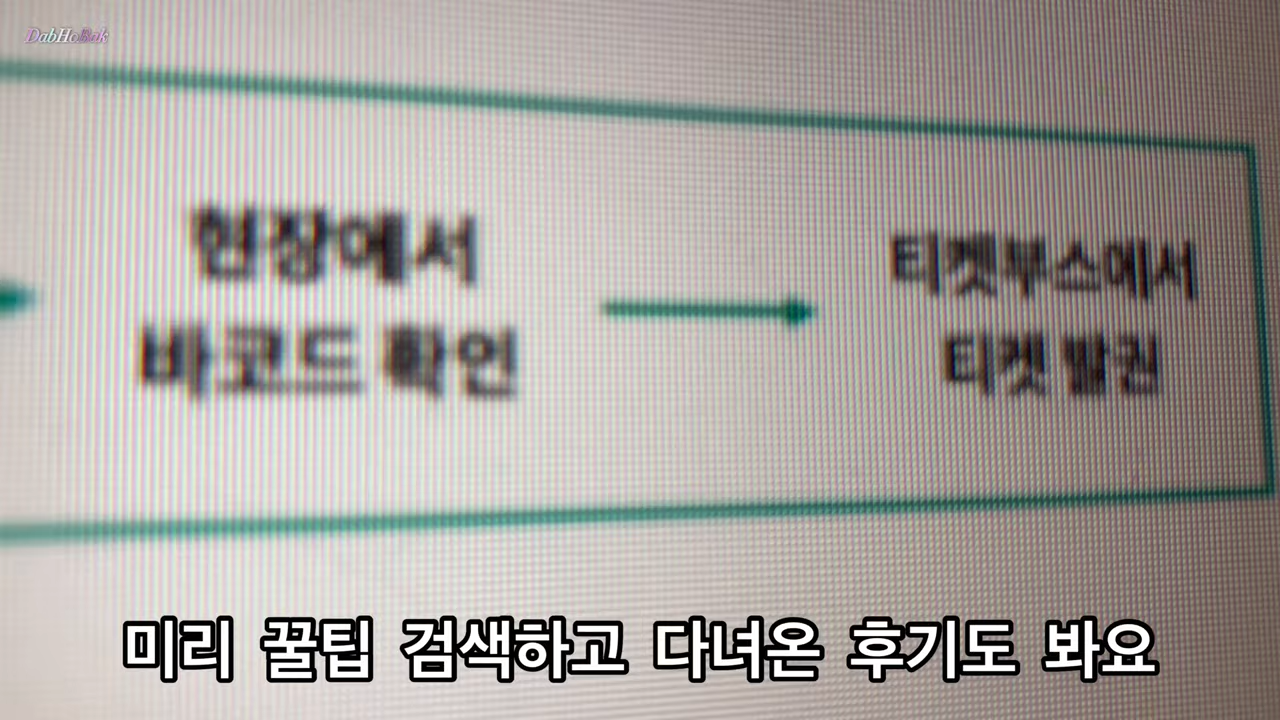 DabHoBak
현장에서
바코드 확인
티켓부스에서
티켓 발권
미리 꿀팁 검색하고 다녀온 후기도 봐요